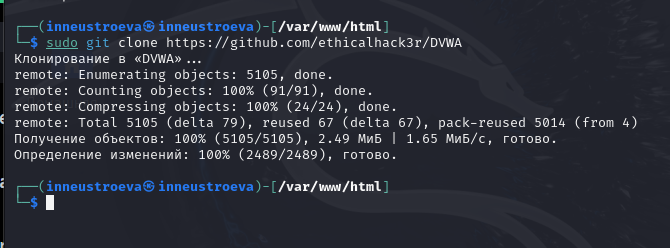 ┌──(inneustroeva㉿inneustroeva)-[/var/www/html]
└─$ sudo git clone https://github.com/ethicalhack3r/DVWA
Клонирование в «DVWA»...
remote: Enumerating objects: 5105, done.
remote: Counting objects: 100% (91/91), done.
remote: Compressing objects: 100% (24/24), done.
remote: Total 5105 (delta 79), reused 67 (delta 67), pack-reused 5014 (from 4)
Получение объектов: 100% (5105/5105), 2.49 МиБ | 1.65 МиБ/с, готово.
Определение изменений: 100% (2489/2489), готово.
┌──(inneustroeva㉿inneustroeva)-[/var/www/html]
└─$